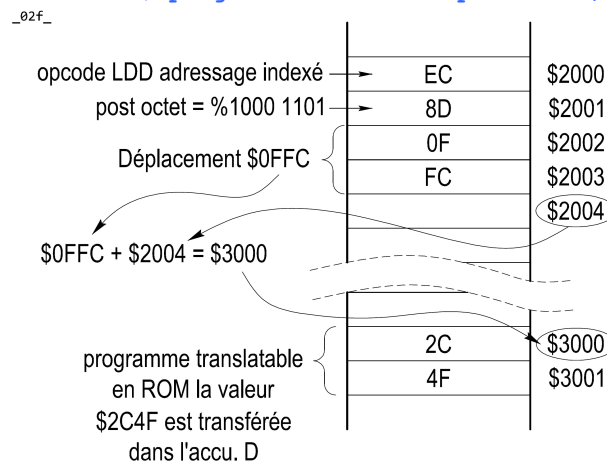 _02f_
opcode LDD adressage indexé
EC
$2000
post octet = %1000 1101
8D
$2001
0F
$2002
Déplacement $0FFC
FC
$2003
$2004
$0FFC + $2004 = $3000
2C
$3000
programme translatable
4F
$3001
en ROM la valeur
$2C4F est transférée
dans l'accu. D